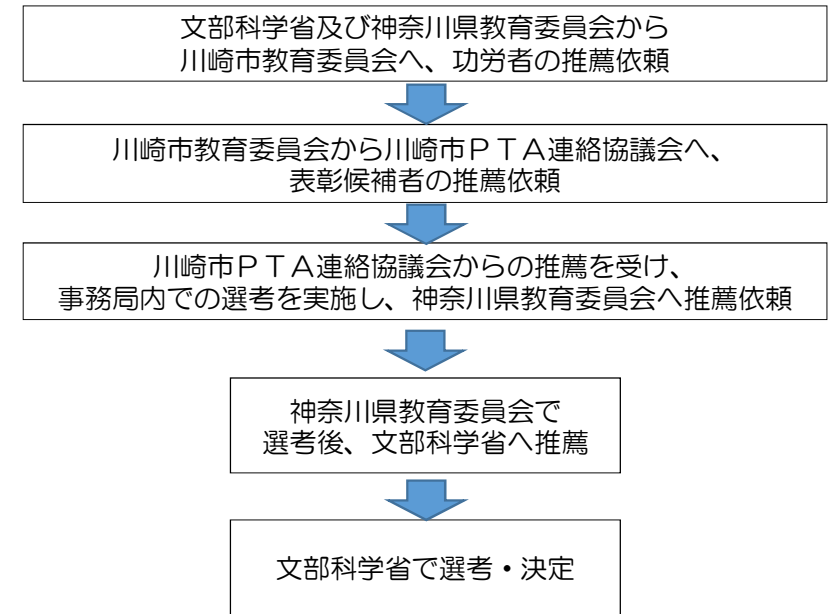 文部科学省及び神奈川県教育委員会から
川崎市教育委員会へ、功労者の推薦依頼
川崎市教育委員会から川崎市ＰＴＡ連絡協議会へ、
表彰候補者の推薦依頼
川崎市ＰＴＡ連絡協議会からの推薦を受け、
事務局内での選考を実施し、神奈川県教育委員会へ推薦依頼
神奈川県教育委員会で
選考後、文部科学省へ推薦
文部科学省で選考・決定